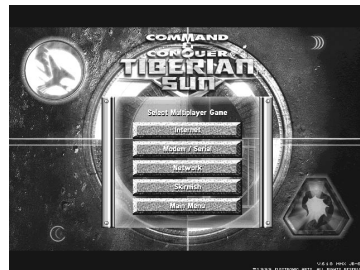 COMMAND
&
CONQUER
TIBERIAN
SUN
Select Multiplayer Game
Internet
Modem / Serial
Network
Skirmish
Main Menu